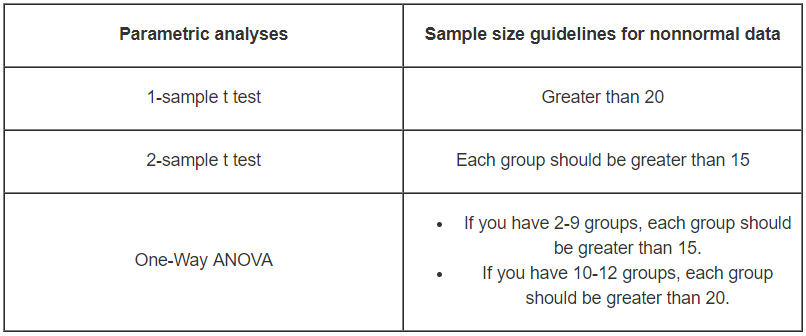 Parametric analyses
Sample size guidelines for nonnormal data
1-sample t test
Greater than 20
2-sample t test
Each group should be greater than 15
One-Way ANOVA
• If you have 2-9 groups, each group should
be greater than 15.
• If you have 10-12 groups, each group
should be greater than 20.